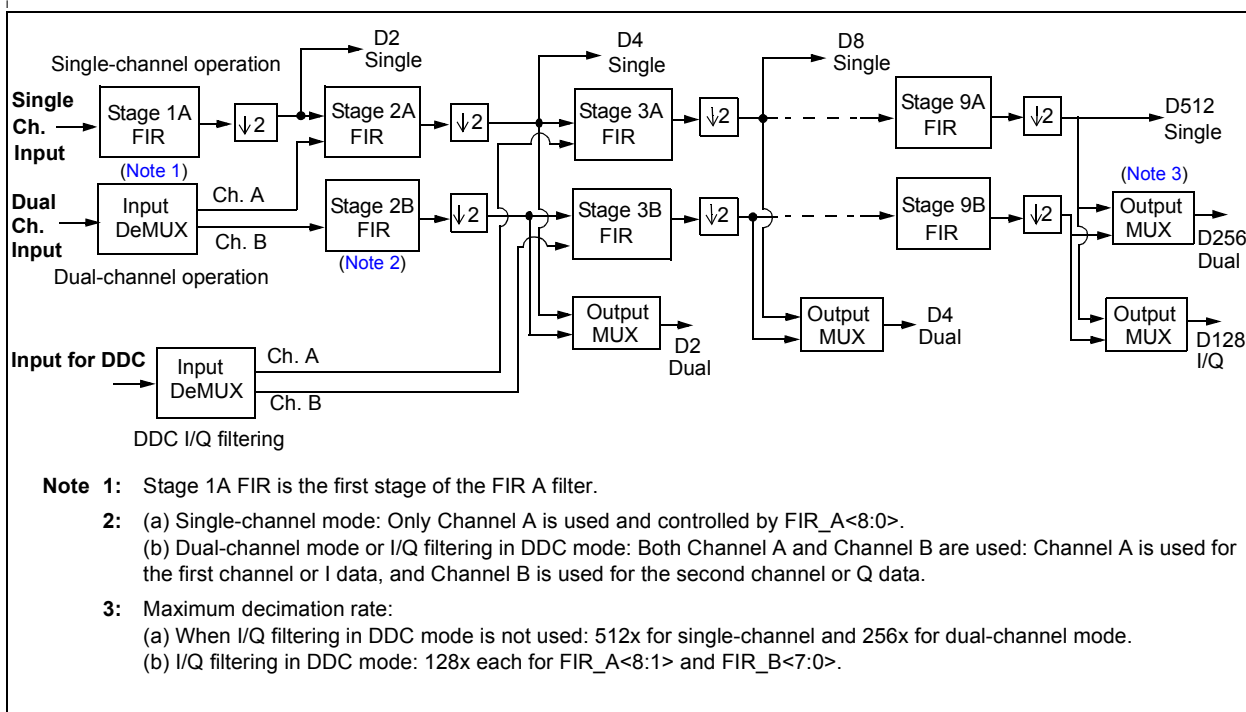 D2
Single
D4
Single
D8
Single
Single-channel operation
Single
Ch.
Input
Stage 1A
FIR
↓2
Stage 2A
FIR
↓2
Stage 3A
FIR
↓2
Stage 9A
FIR
↓2
D512
Single
(Note 1)
(Note 3)
Dual
Ch.
Input
Input
DeMUX
Ch. A
Ch. B
Stage 2B
FIR
↓2
Stage 3B
FIR
↓2
Stage 9B
FIR
↓2
Output
MUX
D256
Dual
(Note 2)
Dual-channel operation
Output
MUX
D2
Dual
Output
MUX
D4
Dual
Output
MUX
D128
I/Q
Input for DDC
Input
DeMUX
Ch. A
Ch. B
DDC I/Q filtering
Note 1: Stage 1A FIR is the first stage of the FIR A filter.
2: (a) Single-channel mode: Only Channel A is used and controlled by FIR_A<8:0>.
(b) Dual-channel mode or I/Q filtering in DDC mode: Both Channel A and Channel B are used: Channel A is used for
the first channel or I data, and Channel B is used for the second channel or Q data.
3: Maximum decimation rate:
(a) When I/Q filtering in DDC mode is not used: 512x for single-channel and 256x for dual-channel mode.
(b) I/Q filtering in DDC mode: 128x each for FIR_A<8:1> and FIR_B<7:0>.